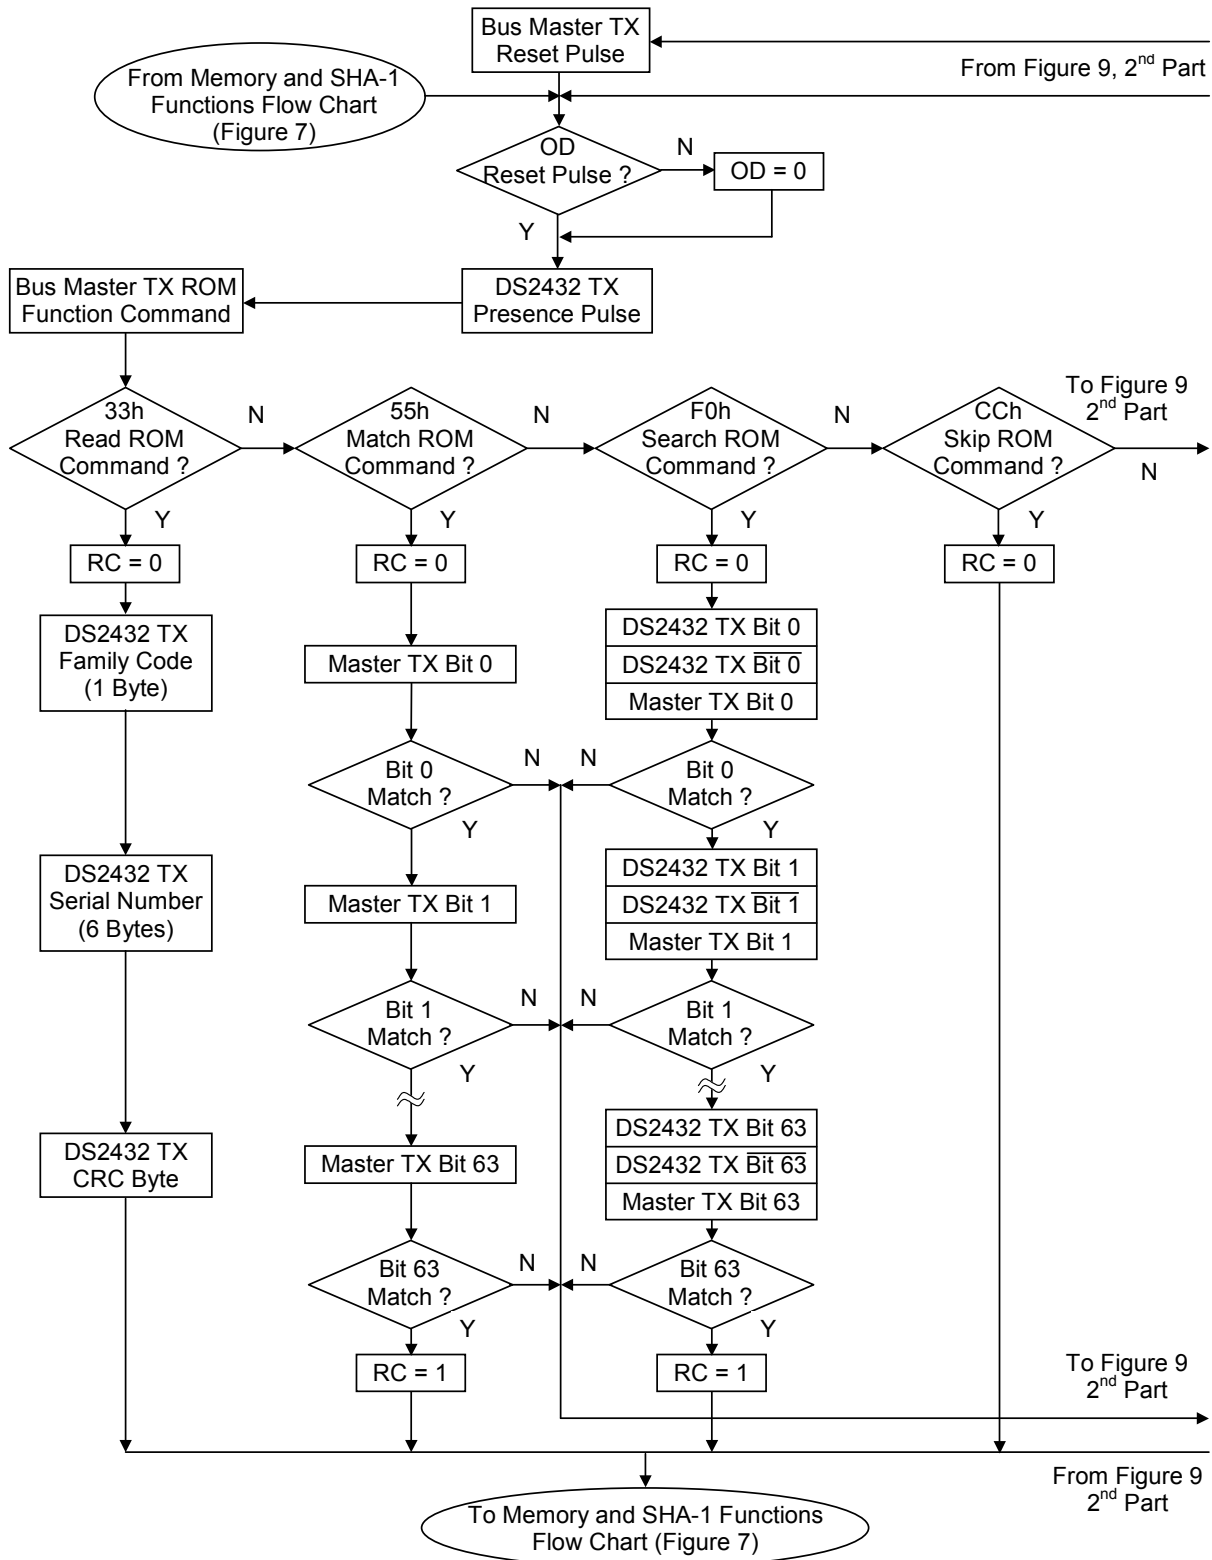 Bus Master TX
Reset Pulse
From Figure 9, 2nd Part
From Memory and SHA-1
Functions Flow Chart
(Figure 7)
OD
Reset Pulse ?
N
OD = 0
Y
Bus Master TX ROM
Function Command
DS2432 TX
Presence Pulse
33h
Read ROM
Command ?
N
55h
Match ROM
Command ?
N
F0h
Search ROM
Command ?
N
CCh
Skip ROM
Command ?
To Figure 9
2nd Part
N
Y
Y
Y
Y
RC = 0
RC = 0
RC = 0
RC = 0
DS2432 TX
Family Code
(1 Byte)
Master TX Bit 0
DS2432 TX Bit 0
DS2432 TX B̅i̅t̅ ̅0̅
Master TX Bit 0
Bit 0
Match ?
N
N
Bit 0
Match ?
Y
Y
DS2432 TX
Serial Number
(6 Bytes)
Master TX Bit 1
DS2432 TX Bit 1
DS2432 TX B̅i̅t̅ ̅1̅
Master TX Bit 1
Bit 1
Match ?
N
N
Bit 1
Match ?
Y
Y
DS2432 TX
CRC Byte
Master TX Bit 63
DS2432 TX Bit 63
DS2432 TX B̅i̅t̅ ̅6̅3̅
Master TX Bit 63
Bit 63
Match ?
N
N
Bit 63
Match ?
Y
Y
RC = 1
RC = 1
To Figure 9
2nd Part
From Figure 9
2nd Part
To Memory and SHA-1 Functions
Flow Chart (Figure 7)